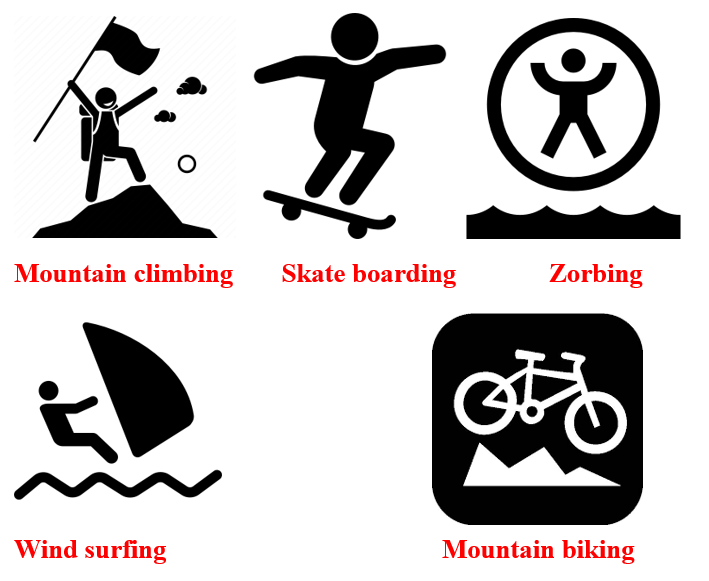 Mountain climbing
Skate boarding
Zorbing
Wind surfing
Mountain biking